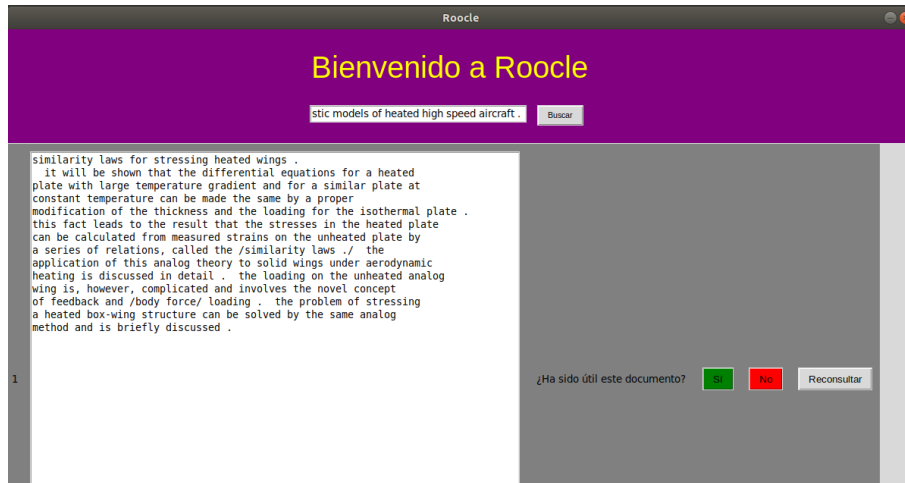 Roocle
Bienvenido a Roocle
stic models of heated high speed aircraft .
Buscar
similarity laws for stressing heated wings .
it will be shown that the differential equations for a heated
plate with large temperature gradient and for a similar plate at
constant temperature can be made the same by a proper
modification of the thickness and the loading for the isothermal plate .
this fact leads to the result that the stresses in the heated plate
can be calculated from measured strains on the unheated plate by
a series of relations, called the /similarity laws ./  the
application of this analog theory to solid wings under aerodynamic
heating is discussed in detail .  the loading on the unheated analog
wing is, however, complicated and involves the novel concept
of feedback and /body force/ loading .  the problem of stressing
a heated box-wing structure can be solved by the same analog
method and is briefly discussed .
1
¿Ha sido útil este documento?
Si
No
Reconsultar